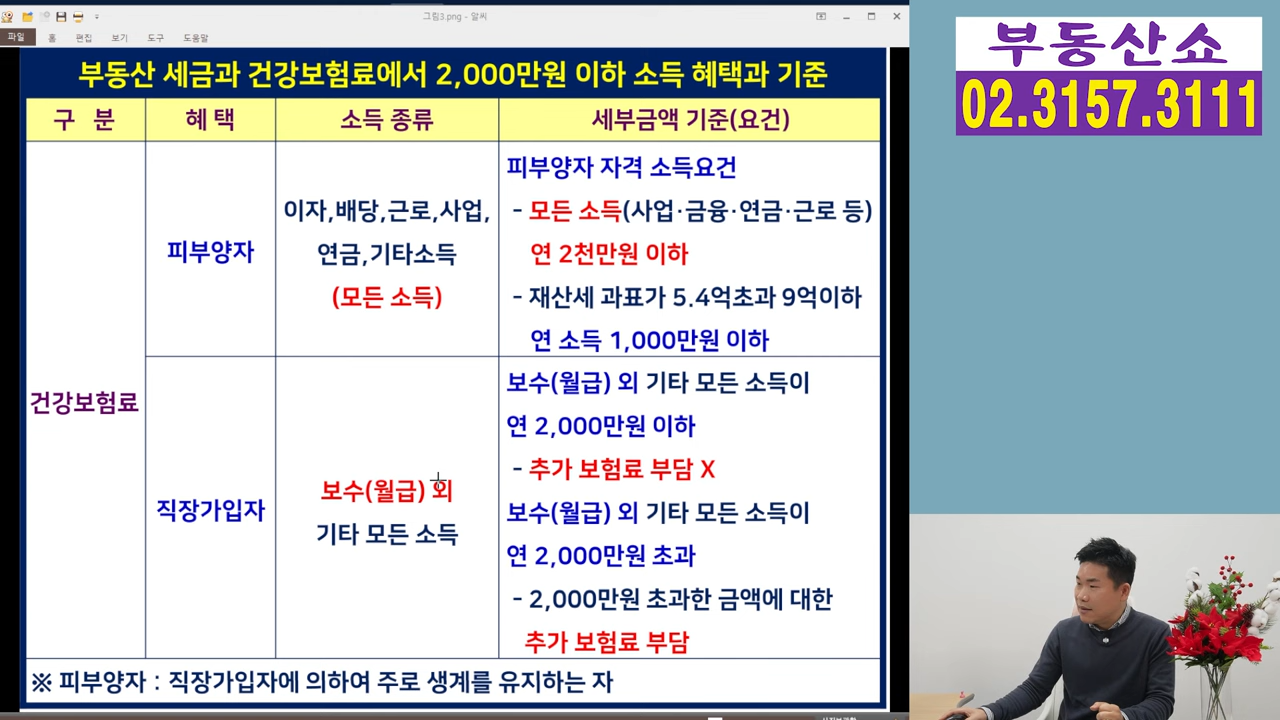 그림3.png - 알씨
파일 홈 편집 보기 도구 도움말
부동산 세금과 건강보험료에서 2,000만원 이하 소득 혜택과 기준
구 분 혜 택 소득 종류 세부금액 기준(요건)
건강보험료
피부양자
이자,배당,근로,사업,
연금,기타소득
(모든 소득)
피부양자 자격 소득요건
- 모든 소득(사업·금융·연금·근로 등)
연 2천만원 이하
- 재산세 과표가 5.4억초과 9억이하
연 소득 1,000만원 이하
직장가입자
보수(월급) 외
기타 모든 소득
보수(월급) 외 기타 모든 소득이
연 2,000만원 이하
- 추가 보험료 부담 X
보수(월급) 외 기타 모든 소득이
연 2,000만원 초과
- 2,000만원 초과한 금액에 대한
추가 보험료 부담
※ 피부양자 : 직장가입자에 의하여 주로 생계를 유지하는 자
부동산쇼
02.3157.3111